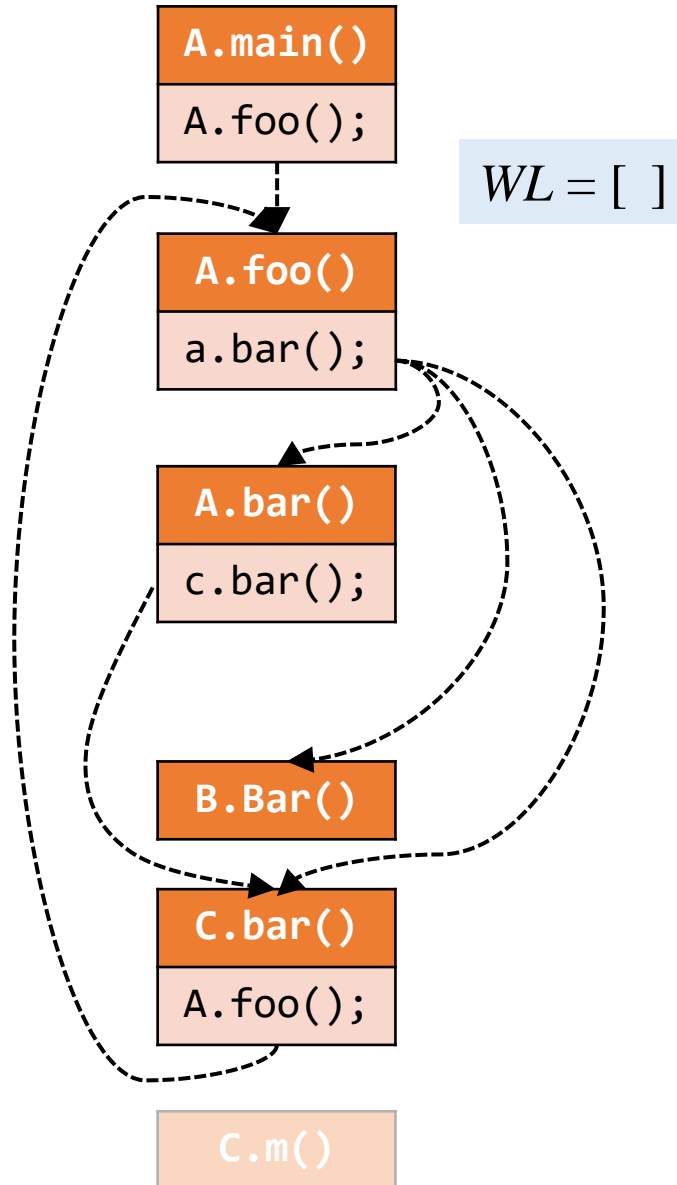 A.main()
A.foo();
WL = [ ]
A.foo()
a.bar();
A.bar()
c.bar();
B.Bar()
C.bar()
A.foo();
C.m()